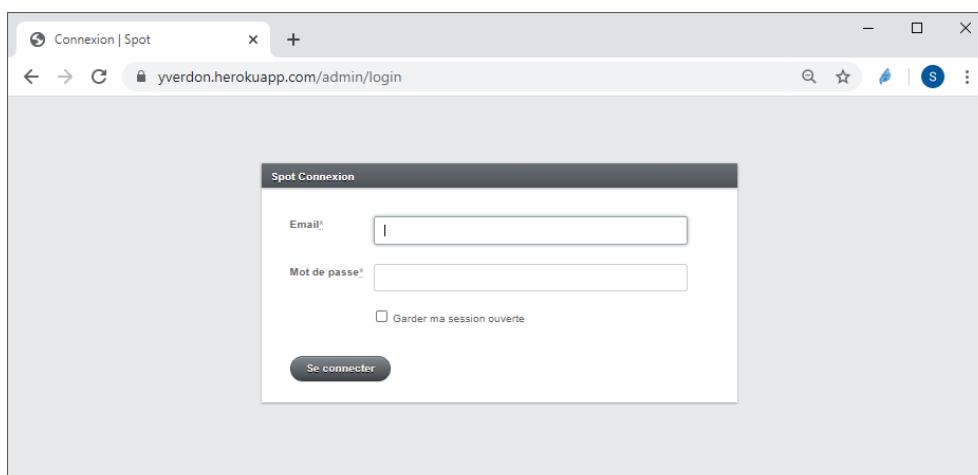 Connexion | Spot
yverdon.herokuapp.com/admin/login
S
Spot Connexion
Email*
Mot de passe*
Garder ma session ouverte
Se connecter